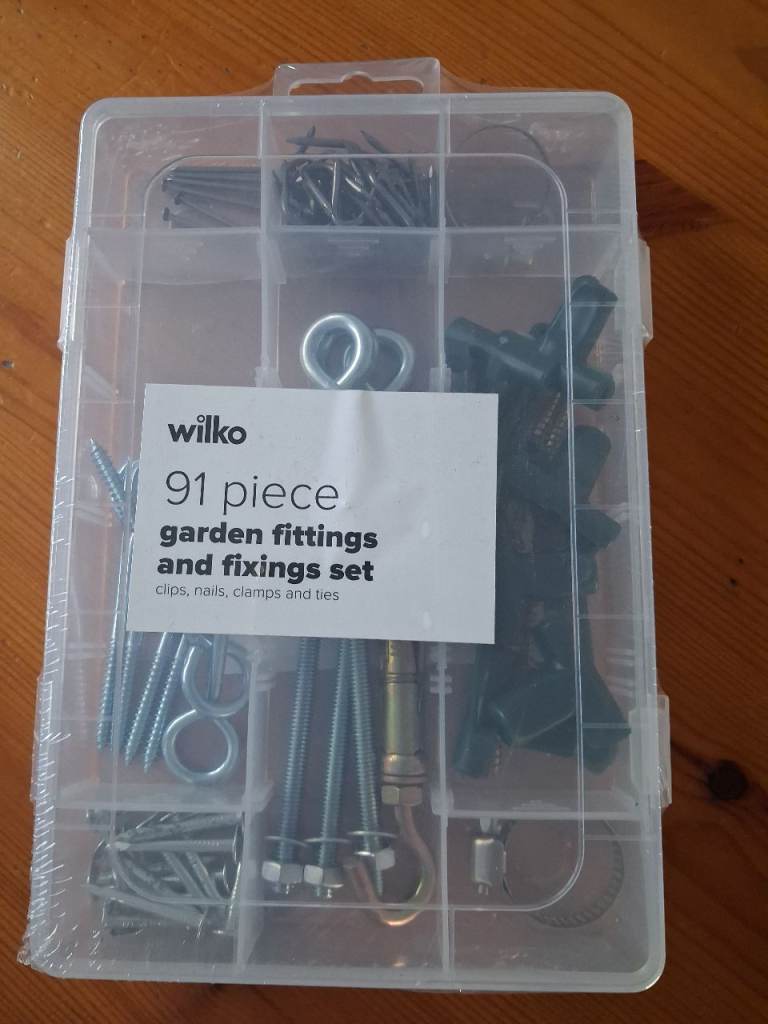 wilko
91 piece
garden fittings
and fixings set
clips, nails, clamps and ties